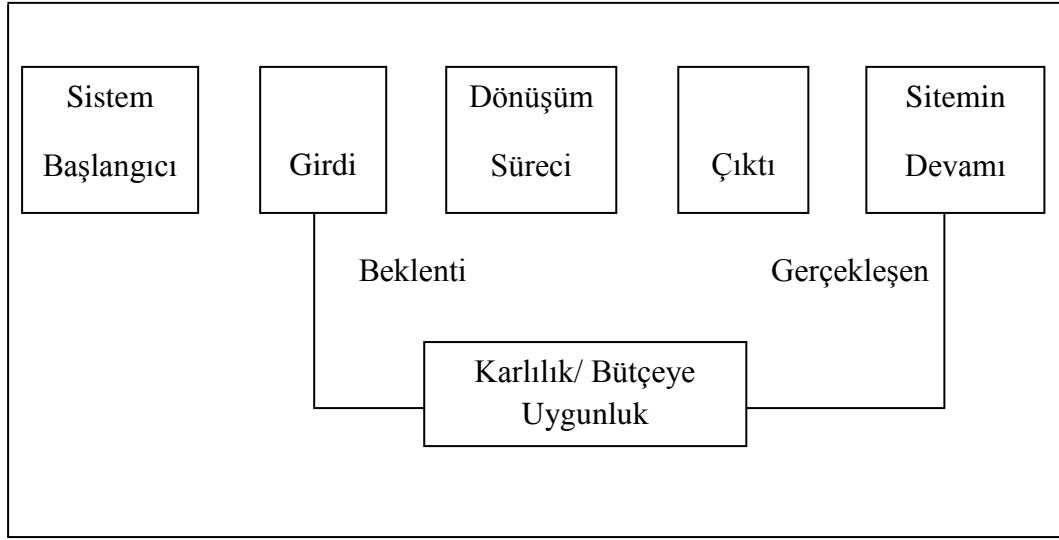 Sistem
Başlangıcı
Girdi
Dönüşüm
Süreci
Çıktı
Sitemin
Devamı
Beklenti
Gerçekleşen
Karlılık/ Bütçeye
Uygunluk